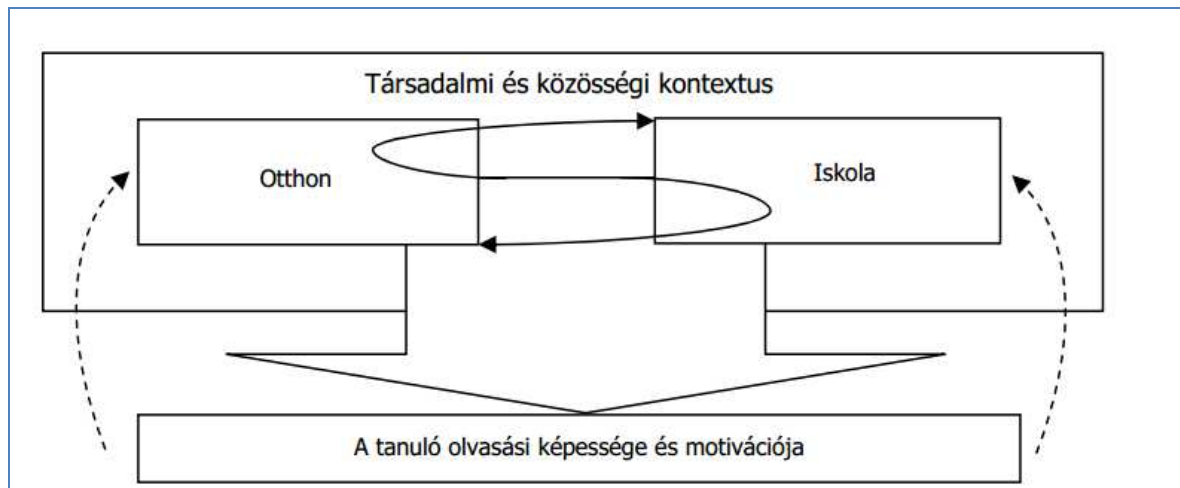 Társadalmi és közösségi kontextus
Otthon
Iskola
A tanuló olvasási képessége és motivációja